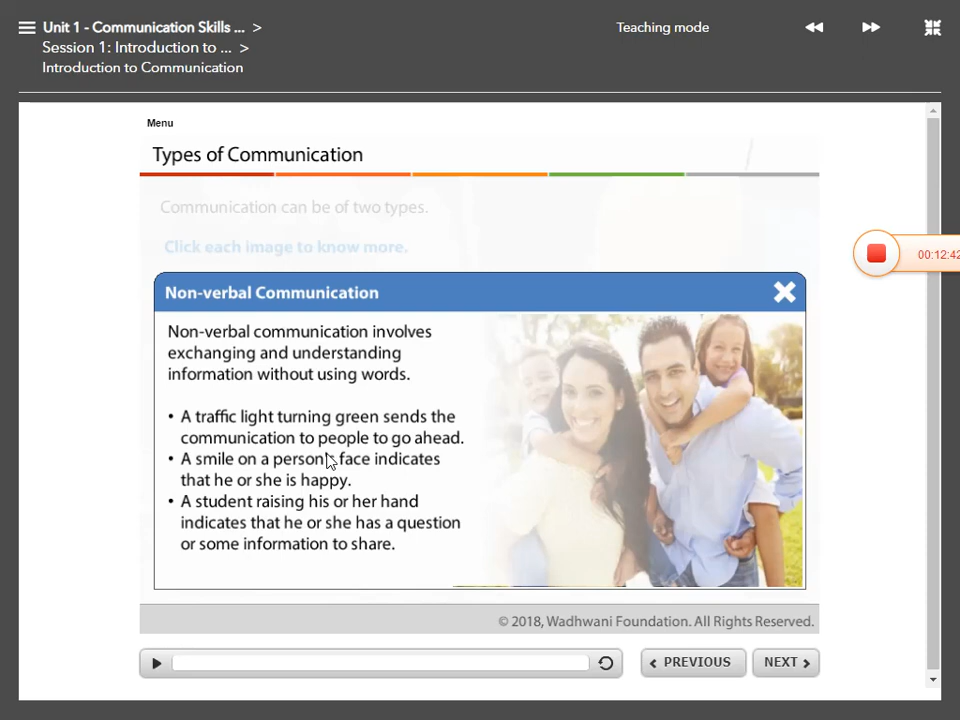 Unit 1 - Communication Skills ... >
Teaching mode
Session 1: Introduction to ... >
Introduction to Communication
Menu
Types of Communication
Communication can be of two types.
Click each image to know more.
00:12:42
Non-verbal Communication
Non-verbal communication involves
exchanging and understanding
information without using words.
• A traffic light turning green sends the
communication to people to go ahead.
• A smile on a person's face indicates
that he or she is happy.
• A student raising his or her hand
indicates that he or she has a question
or some information to share.
© 2018, Wadhwani Foundation. All Rights Reserved.
PREVIOUS
NEXT